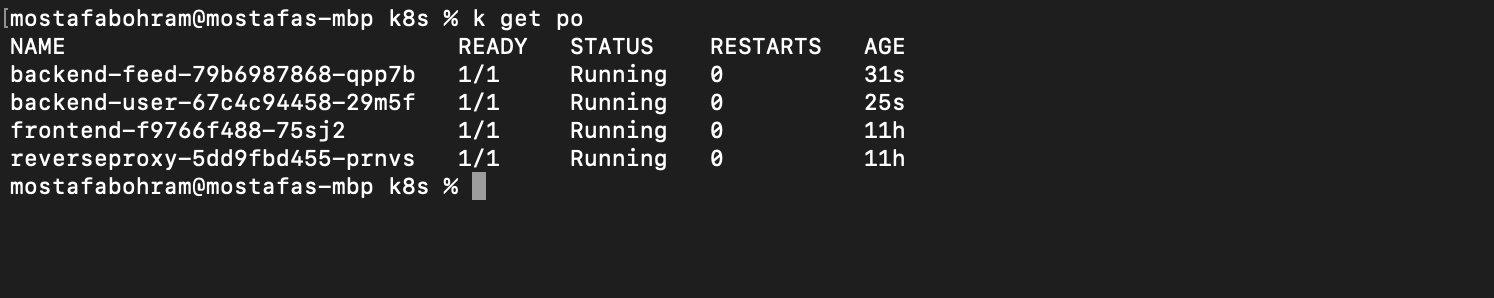 [mostafabohram@mostafas-mbp k8s % k get po
NAME                            READY   STATUS    RESTARTS   AGE
backend-feed-79b6987868-qpp7b   1/1     Running   0          31s
backend-user-67c4c94458-29m5f   1/1     Running   0          25s
frontend-f9766f488-75sj2        1/1     Running   0          11h
reverseproxy-5dd9fbd455-prnvs   1/1     Running   0          11h
mostafabohram@mostafas-mbp k8s %